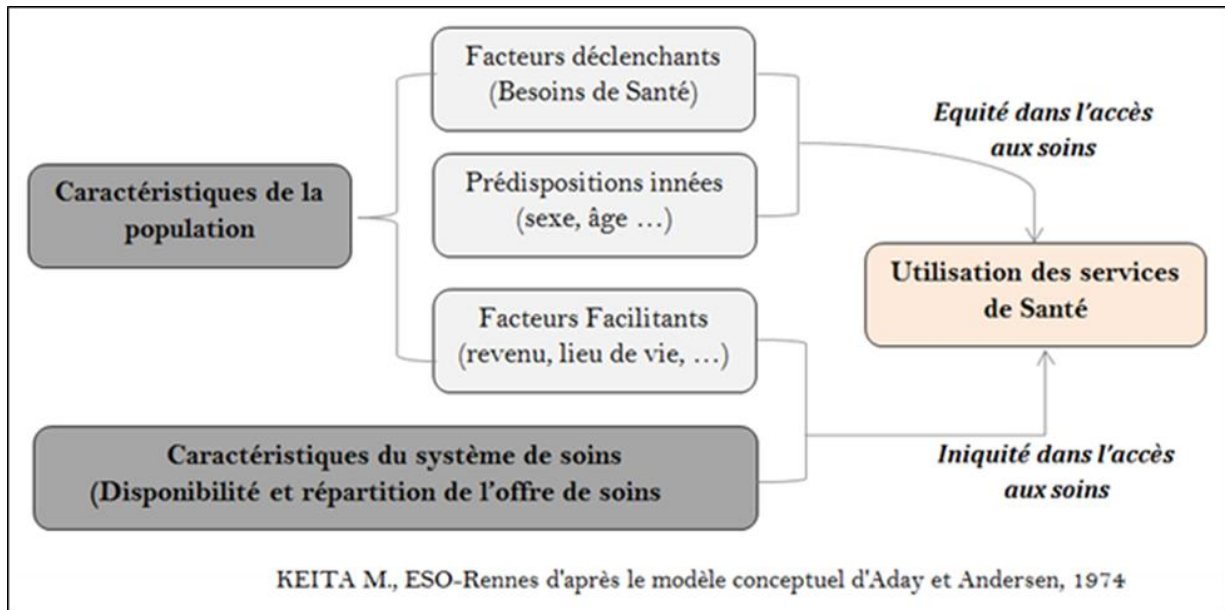 Facteurs déclenchants
(Besoins de Santé)
Equité dans l'accès
aux soins
Caractéristiques de la
population
Prédispositions innées
(sexe, âge ...)
Utilisation des services
de Santé
Facteurs Facilitants
(revenu, lieu de vie, ...)
Caractéristiques du système de soins
(Disponibilité et répartition de l'offre de soins
Iniquité dans l'accès
aux soins
KEITA M., ESO-Rennes d'après le modèle conceptuel d'Aday et Andersen, 1974